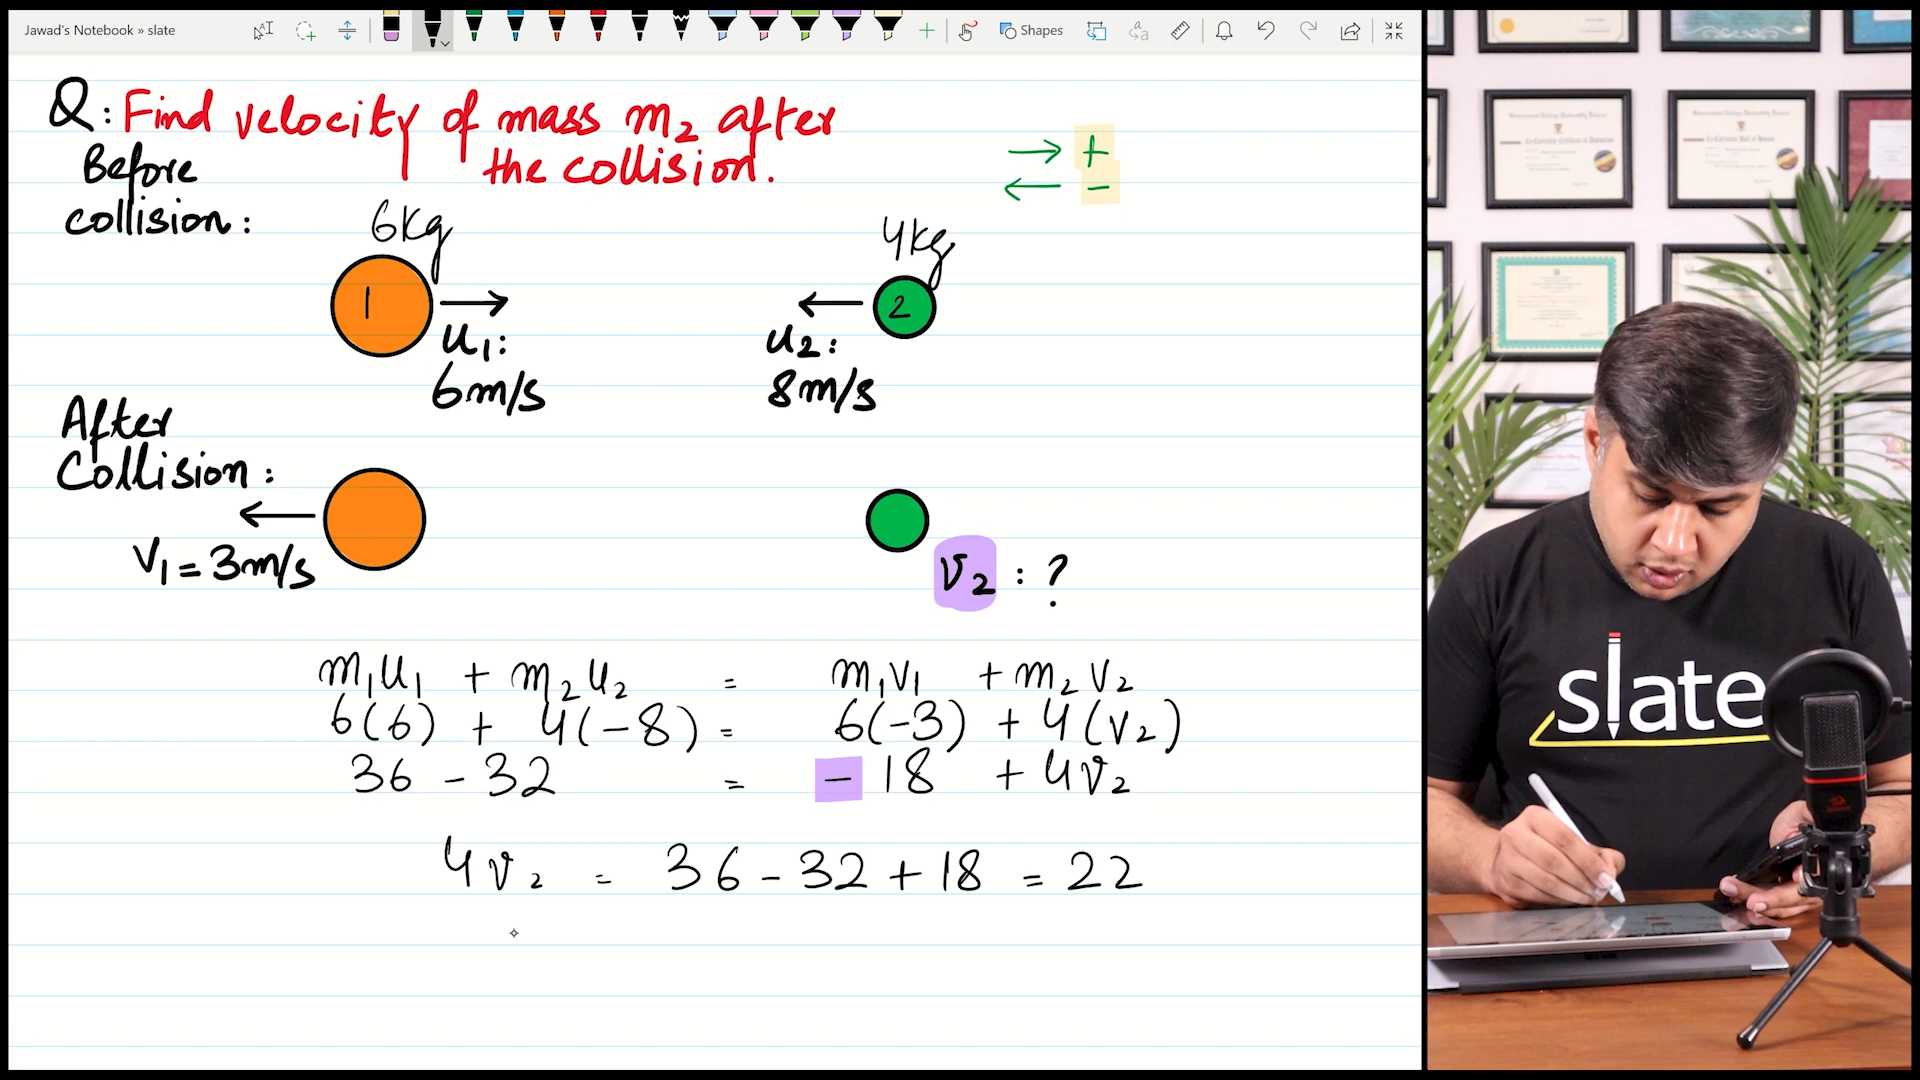 Jawad's Notebook » slate
Shapes
Q: Find velocity of mass m₂ after
the collision.
Before
collision:
→ +
← -
6kg
4kg
1
2
u₁:
6m/s
u₂:
8m/s
After
Collision:
v₁ = 3m/s
v₂ : ?
m₁u₁ + m₂u₂ = m₁v₁ + m₂v₂
6(6) + 4(-8) = 6(-3) + 4(v₂)
36 - 32 = - 18 + 4v₂
4v₂ = 36 - 32 + 18 = 22
slate